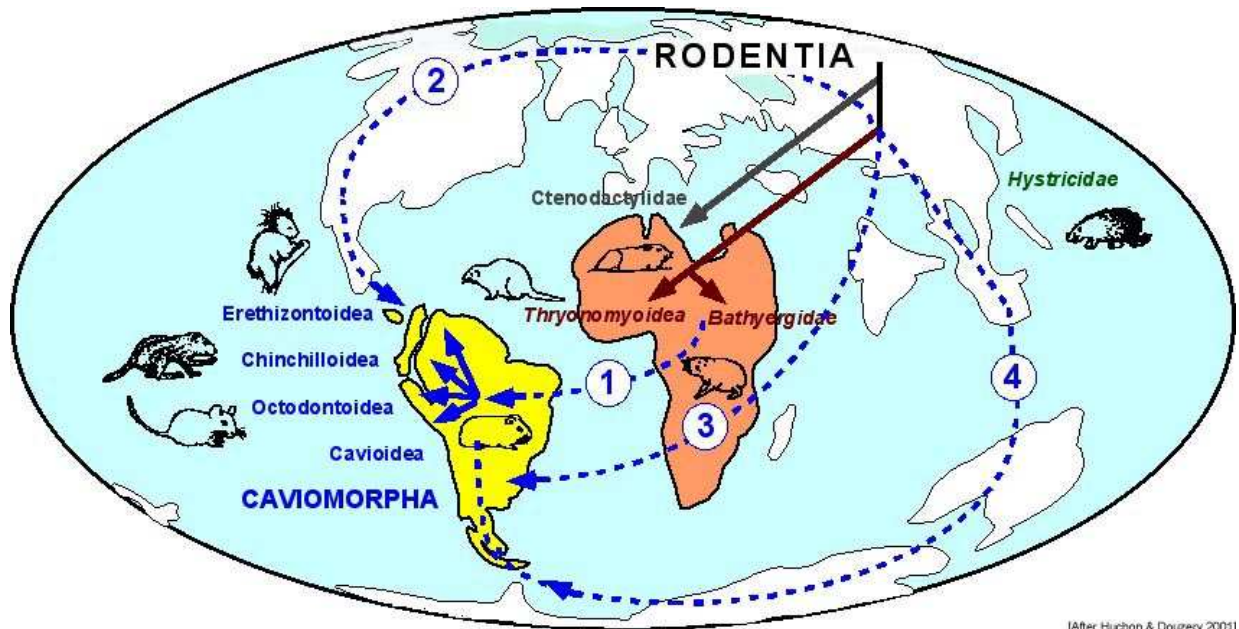 RODENTIA
2
Hystricidae
Ctenodactylidae
Erethizontoidea
Thryonomyoidea
Bathyergidae
Chinchilloidea
1
4
Octodontoidea
3
Cavioidea
CAVIOMORPHA
[After Huchon & Douzery 2001]